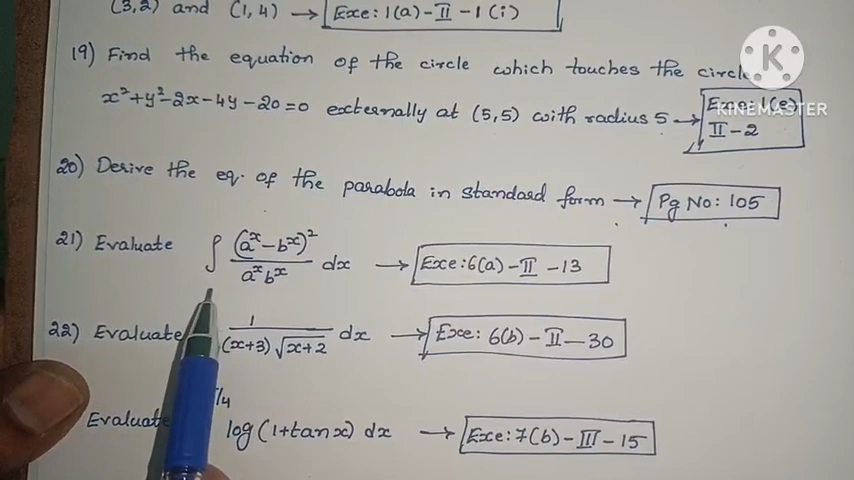 (3,2) and (1,4) → Exe: 1(a)-II-1(i)
19) Find the equation of the circle which touches the circle
x²+y²-2x-4y-20=0 externally at (5,5) with radius 5 → Exe: 1(e)
II-2
K
KINEMASTER
20) Derive the eq. of the parabola in standard form → Pg No: 105
21) Evaluate ∫ (aˣ-bˣ)² / aˣbˣ dx → Exe: 6(a)-II-13
22) Evaluate 1 / (x+3)√x+2 dx → Exe: 6(b)-II-30
Evaluate /4 log(1+tanx) dx → Exe: 7(b)-III-15